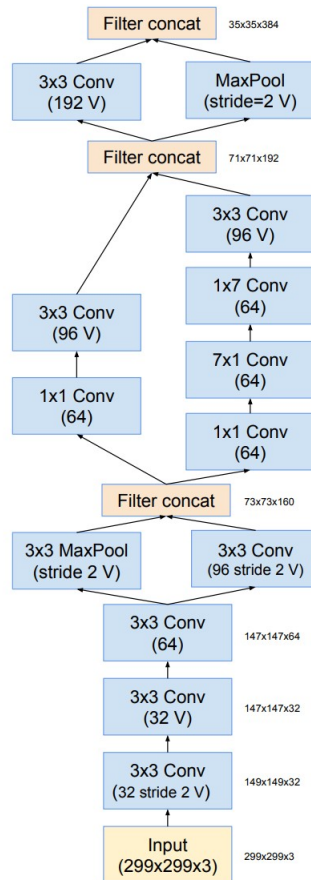 Filter concat
35x35x384
3x3 Conv
(192 V)
MaxPool
(stride=2 V)
Filter concat
71x71x192
3x3 Conv
(96 V)
1x7 Conv
(64)
3x3 Conv
(96 V)
7x1 Conv
(64)
1x1 Conv
(64)
1x1 Conv
(64)
Filter concat
73x73x160
3x3 MaxPool
(stride 2 V)
3x3 Conv
(96 stride 2 V)
3x3 Conv
(64)
147x147x64
3x3 Conv
(32 V)
147x147x32
3x3 Conv
(32 stride 2 V)
149x149x32
Input
(299x299x3)
299x299x3